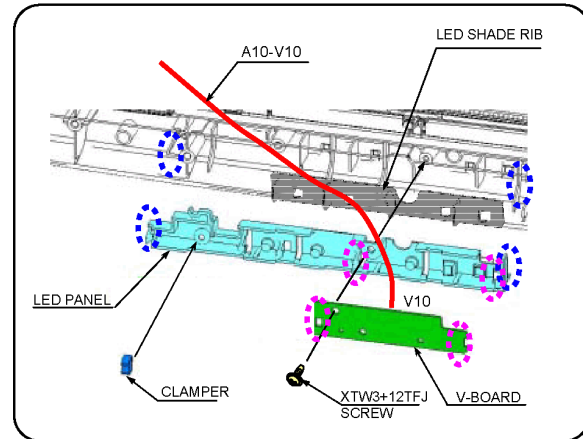 LED SHADE RIB
A10-V10
LED PANEL
V10
CLAMPER
XTW3+12TFJ
SCREW
V-BOARD